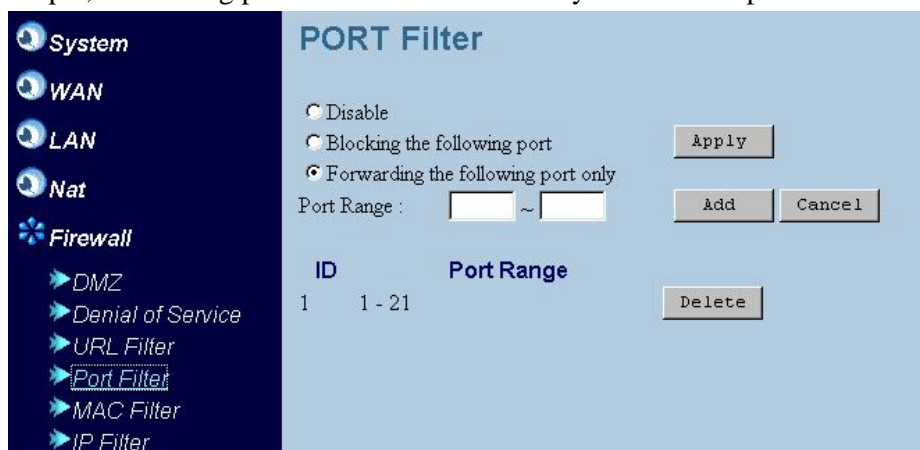 System
WAN
LAN
Nat
Firewall
DMZ
Denial of Service
URL Filter
Port Filter
MAC Filter
IP Filter
PORT Filter
Disable
Blocking the following port
Apply
Forwarding the following port only
Port Range : ~
Add Cancel
ID Port Range
1 1 - 21 Delete